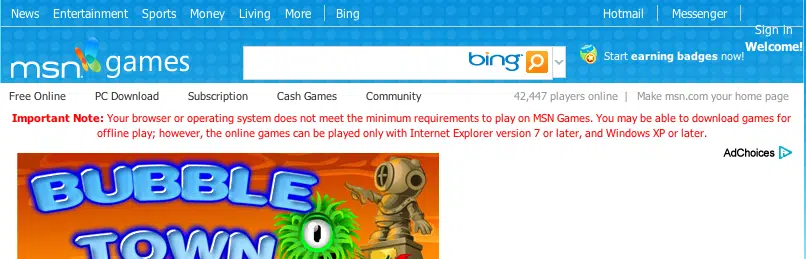 News Entertainment Sports Money Living More Bing Hotmail Messenger
Sign In
Welcome!
msn games
bing
Start earning badges now!
Free Online PC Download Subscription Cash Games Community 42,447 players online | Make msn.com your home page
Important Note: Your browser or operating system does not meet the minimum requirements to play on MSN Games. You may be able to download games for
offline play; however, the online games can be played only with Internet Explorer version 7 or later, and Windows XP or later.
AdChoices
BUBBLE
TOWN